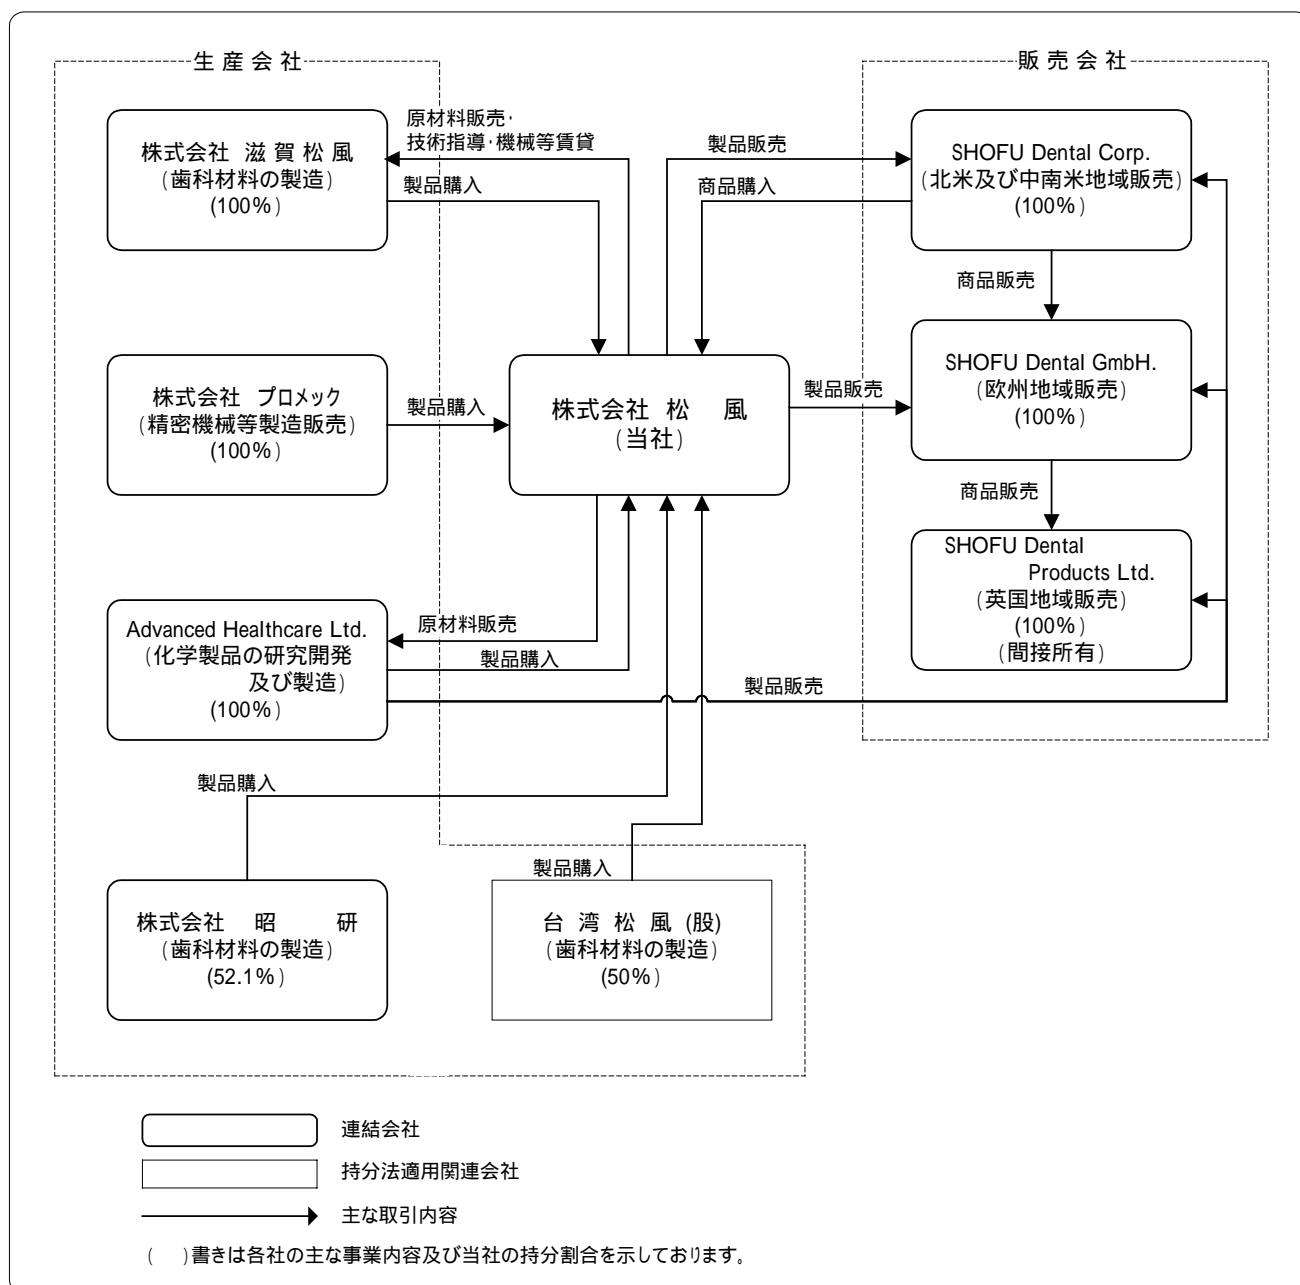 生産会社
販売会社
株式会社 滋賀松風
(歯科材料の製造)
(100%)
原材料販売・
技術指導・機械等賃貸
製品購入
製品販売
商品購入
SHOFU Dental Corp.
(北米及び中南米地域販売)
(100%)
商品販売
株式会社 プロメック
(精密機械等製造販売)
(100%)
製品購入
株式会社 松 風
(当社)
製品販売
SHOFU Dental GmbH.
(欧州地域販売)
(100%)
商品販売
SHOFU Dental
Products Ltd.
(英国地域販売)
(100%)
(間接所有)
Advanced Healthcare Ltd.
(化学製品の研究開発
及び製造)
(100%)
原材料販売
製品購入
製品販売
製品購入
株式会社 昭 研
(歯科材料の製造)
(52.1%)
製品購入
台 湾 松 風 (股)
(歯科材料の製造)
(50%)
連結会社
持分法適用関連会社
主な取引内容
( )書きは各社の主な事業内容及び当社の持分割合を示しております。